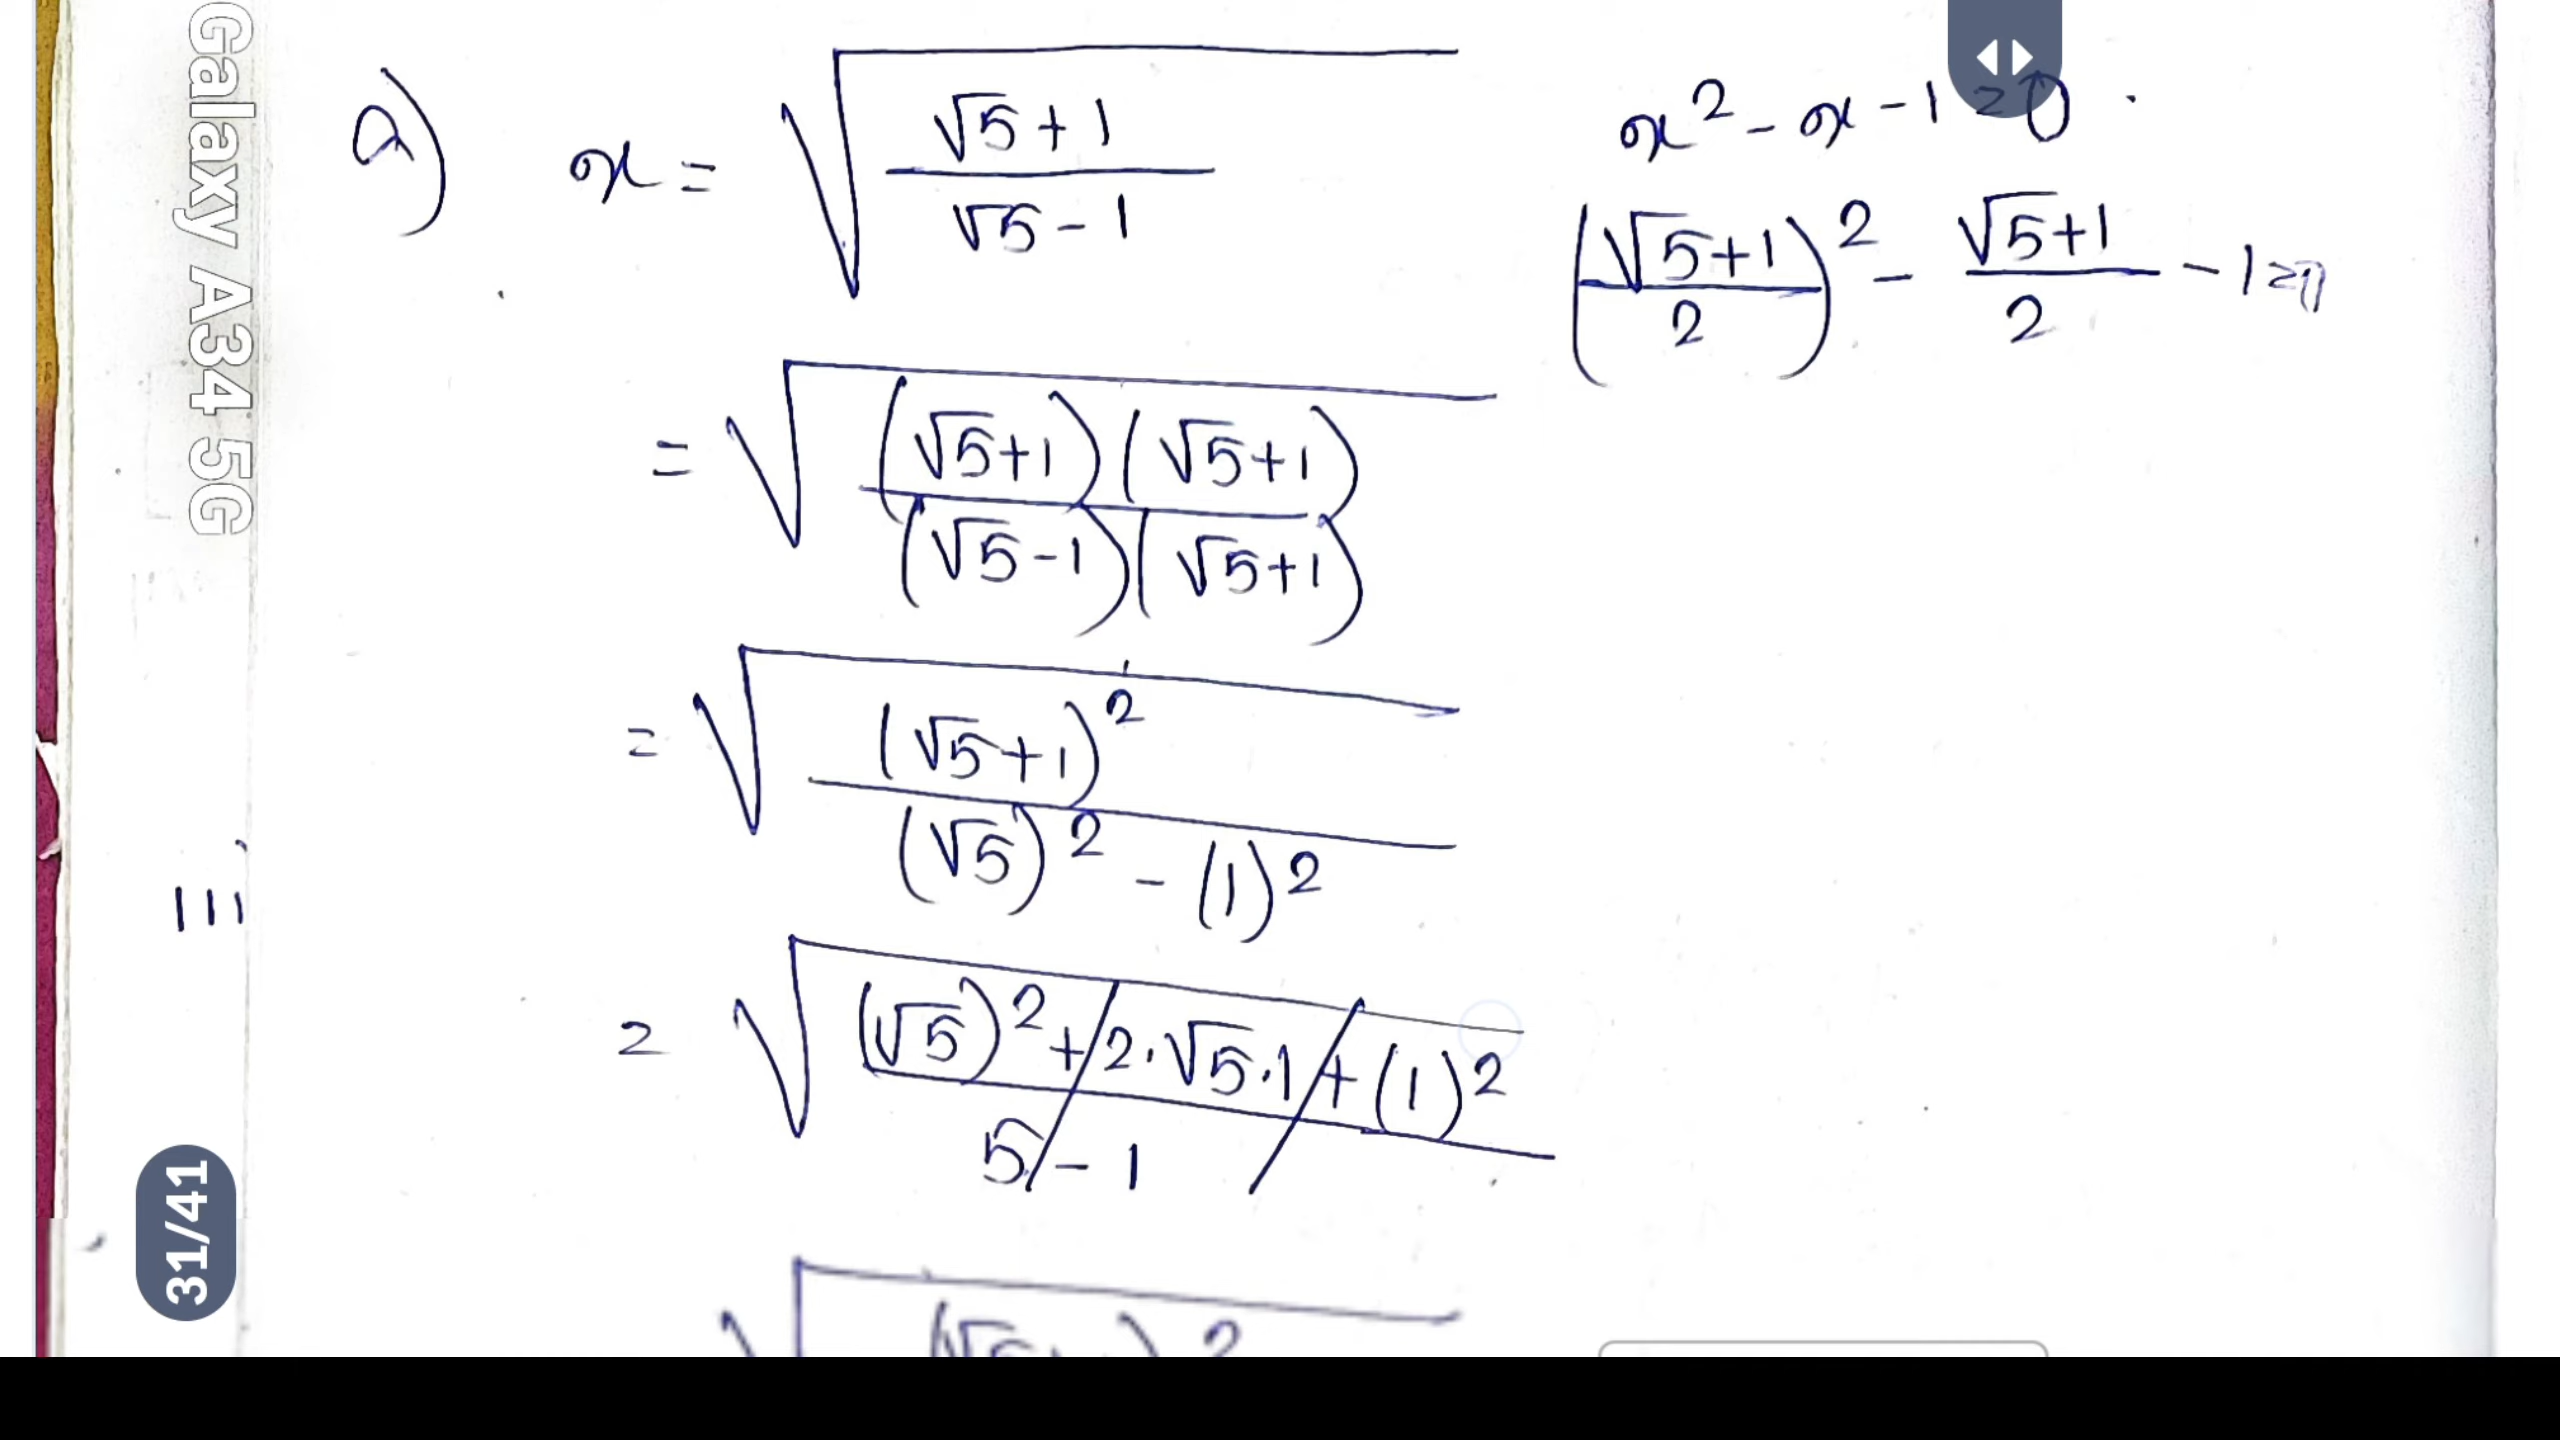 a) x = √((√5+1)/(√5-1))
= √(((√5+1)(√5+1))/((√5-1)(√5+1)))
= √((√5+1)²/((√5)²-(1)²))
= √(((√5)²+2·√5·1+(1)²)/(5-1))
x²-x-1=0.
((√5+1)/2)² - (√5+1)/2 - 1=0
Galaxy A34 5G
31/41